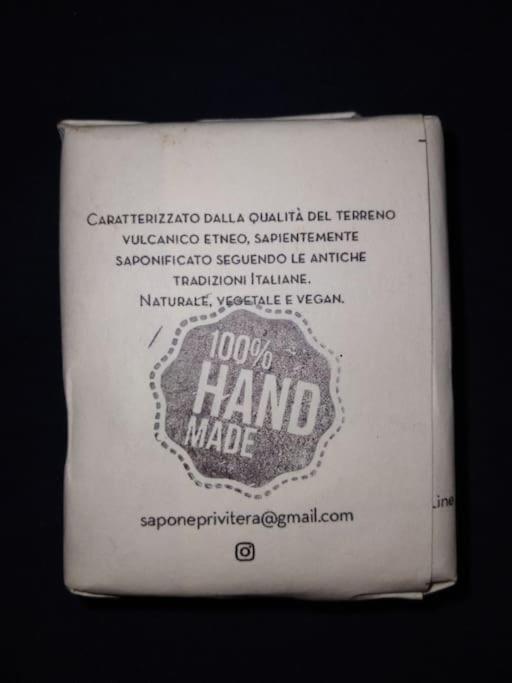 Caratterizzato dalla qualità del terreno
vulcanico etneo, sapientemente
saponificato seguendo le antiche
tradizioni Italiane.
Naturale, vegetale e vegan.
100%
HAND
MADE
saponeprivitera@gmail.com
Line